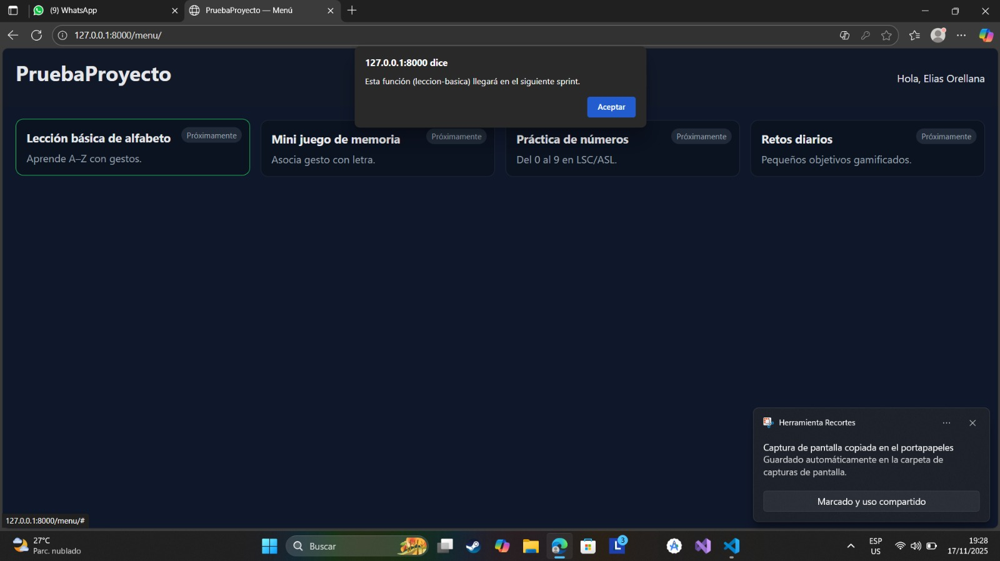 (9) WhatsApp
PruebaProyecto — Menú
127.0.0.1:8000/menu/
127.0.0.1:8000 dice
Esta función (leccion-basica) llegará en el siguiente sprint.
Aceptar
PruebaProyecto
Hola, Elias Orellana
Lección básica de alfabeto
Próximamente
Aprende A–Z con gestos.
Mini juego de memoria
Próximamente
Asocia gesto con letra.
Práctica de números
Próximamente
Del 0 al 9 en LSC/ASL.
Retos diarios
Próximamente
Pequeños objetivos gamificados.
Herramienta Recortes
Captura de pantalla copiada en el portapapeles
Guardado automáticamente en la carpeta de
capturas de pantalla.
Marcado y uso compartido
127.0.0.1:8000/menu/#
27°C
Parc. nublado
Buscar
L
3
A
ESP
US
19:28
17/11/2025